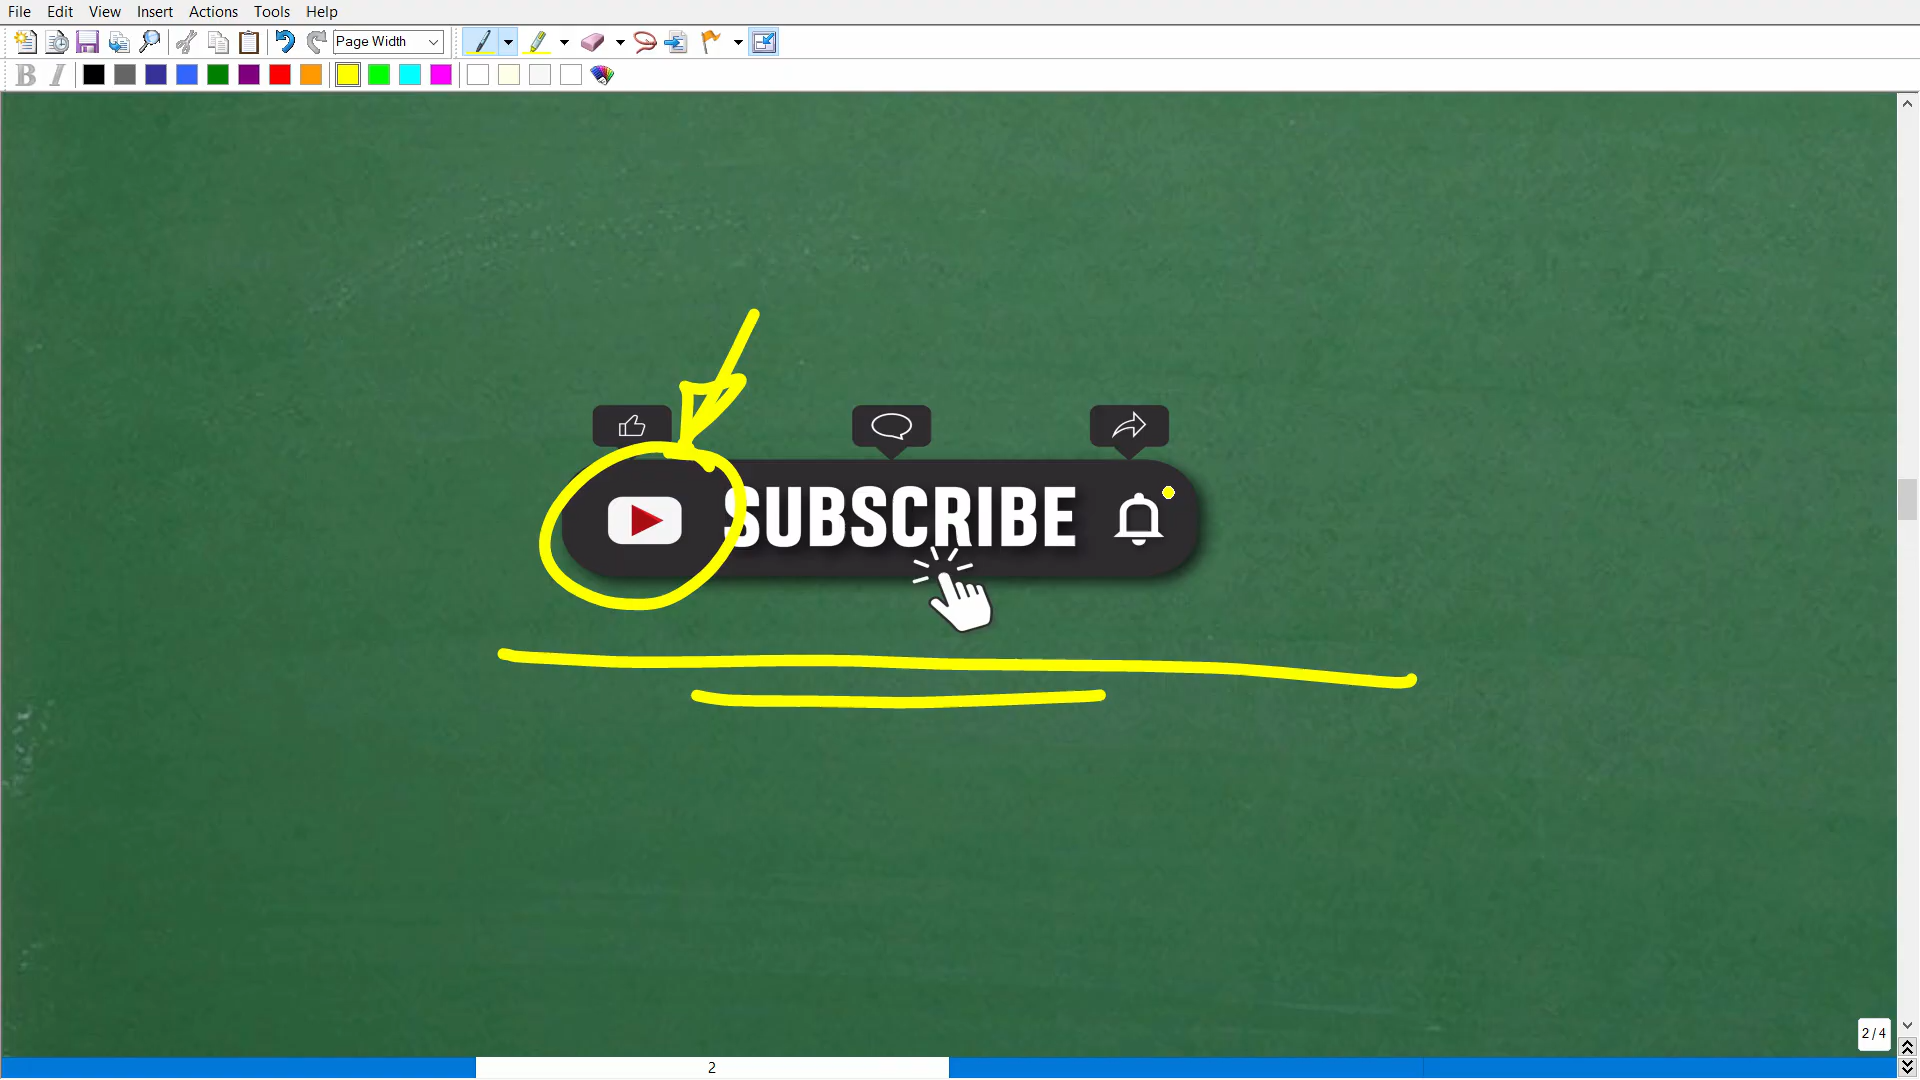 File Edit View Insert Actions Tools Help
Page Width
B I
SUBSCRIBE
2 / 4
2